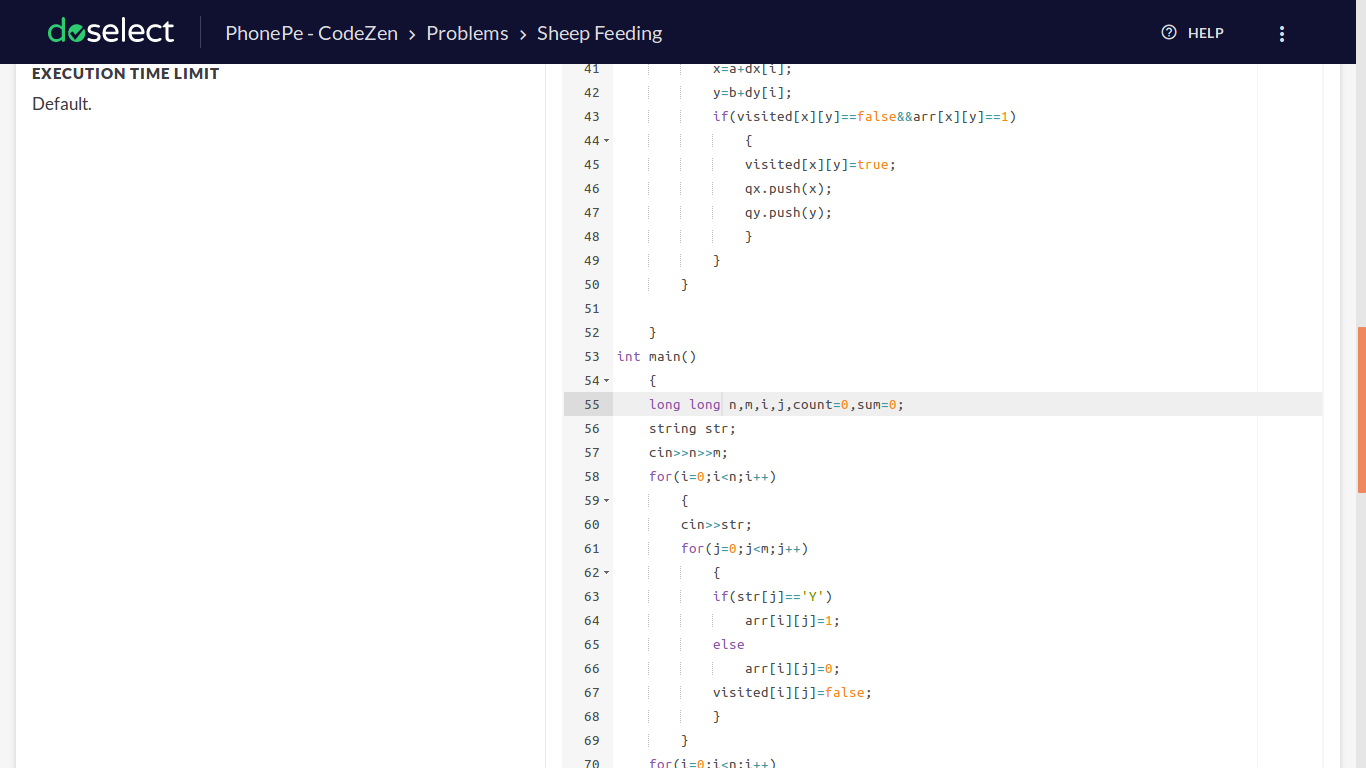 doselect PhonePe - CodeZen › Problems › Sheep Feeding HELP
EXECUTION TIME LIMIT
Default.
41 x=a+dx[i];
42 y=b+dy[i];
43 if(visited[x][y]==false&&arr[x][y]==1)
44 {
45 visited[x][y]=true;
46 qx.push(x);
47 qy.push(y);
48 }
49 }
50 }
51
52 }
53 int main()
54 {
55 long long n,m,i,j,count=0,sum=0;
56 string str;
57 cin>>n>>m;
58 for(i=0;i<n;i++)
59 {
60 cin>>str;
61 for(j=0;j<m;j++)
62 {
63 if(str[j]=='Y')
64 arr[i][j]=1;
65 else
66 arr[i][j]=0;
67 visited[i][j]=false;
68 }
69 }
70 for(i=0;i<n;i++)